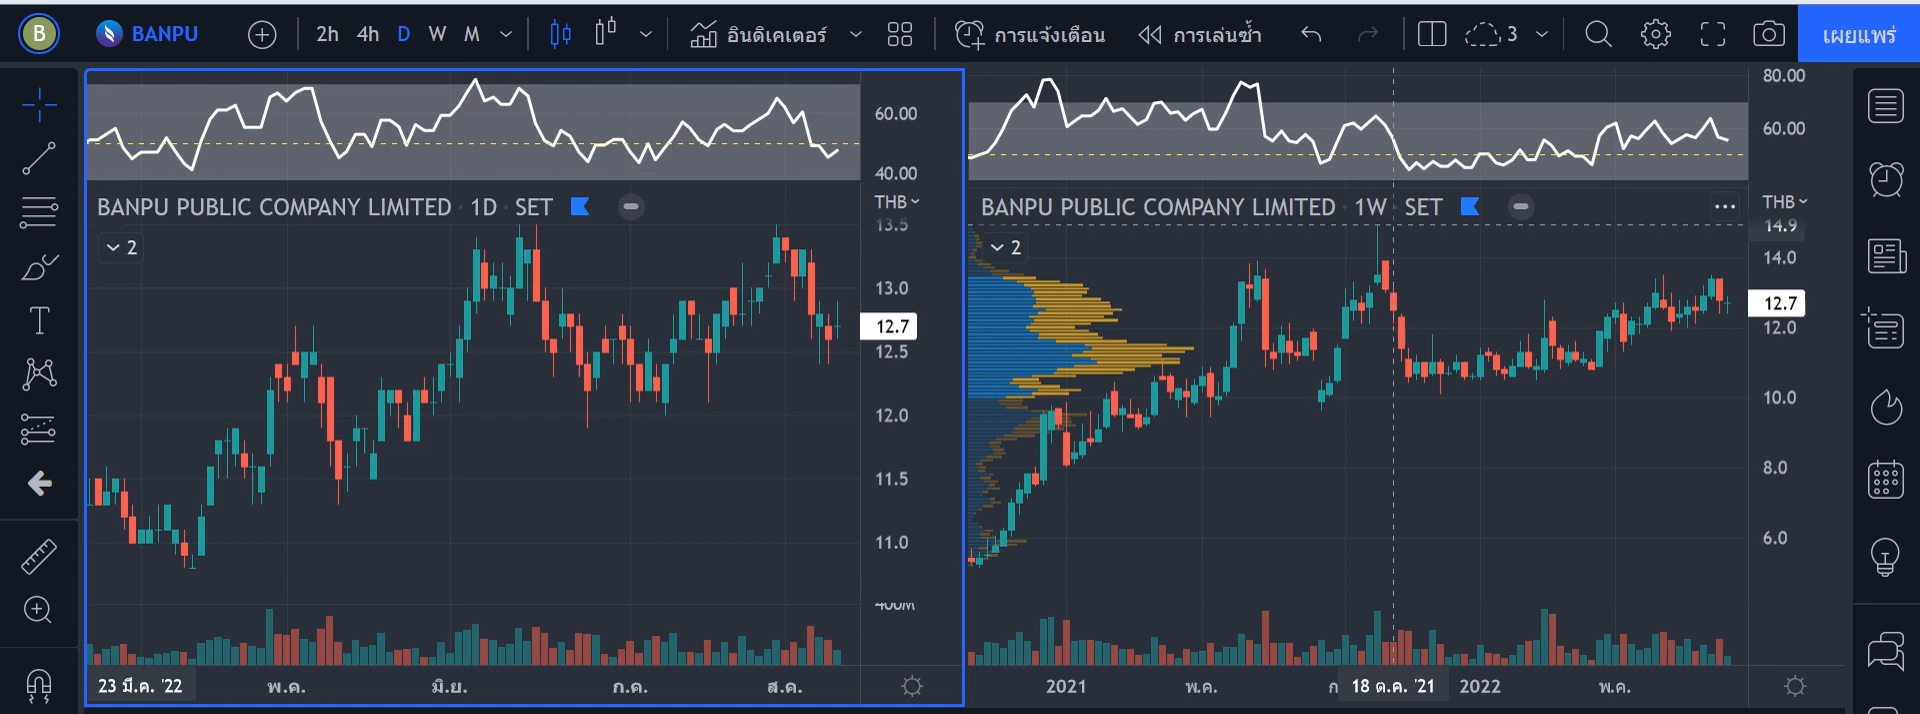 B BANPU 2h 4h D W M อินดิเคเตอร์ การแจ้งเตือน การเล่นซ้ำ 3 เผยแพร่
60.00
40.00
BANPU PUBLIC COMPANY LIMITED · 1D · SET
THB
2
13.5
13.0
12.7
12.5
12.0
11.5
11.0
400M
23 มี.ค. '22 พ.ค. มิ.ย. ก.ค. ส.ค.
80.00
60.00
BANPU PUBLIC COMPANY LIMITED · 1W · SET
THB
2
14.9
14.0
12.7
12.0
10.0
8.0
6.0
2021 พ.ค. ก 18 ต.ค. '21 2022 พ.ค.
T